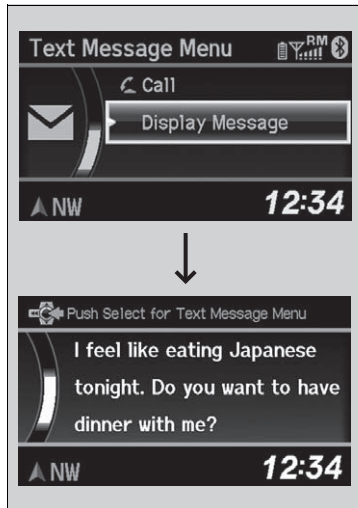 Text Message Menu
RM
Call
Display Message
NW
12:34
Push Select for Text Message Menu
I feel like eating Japanese
tonight. Do you want to have
dinner with me?
NW
12:34